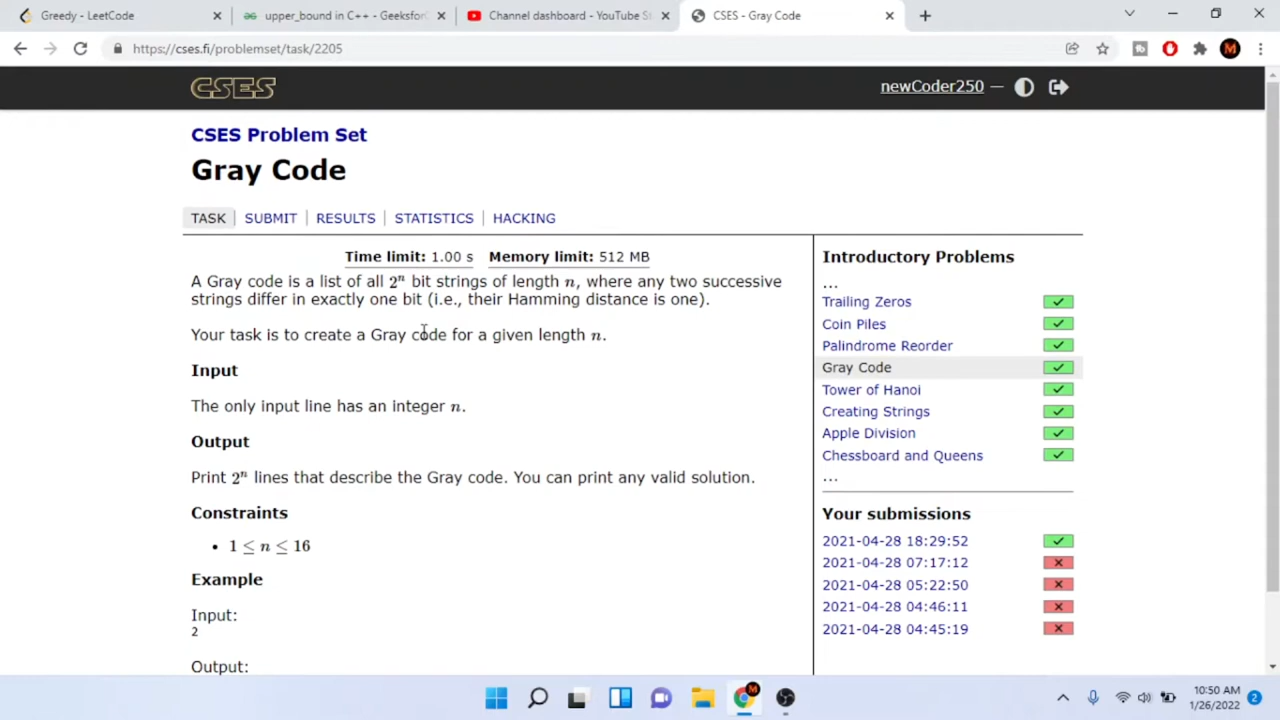 Greedy - LeetCode
upper_bound in C++ - GeeksforG
Channel dashboard - YouTube St
CSES - Gray Code
https://cses.fi/problemset/task/2205
M
CSES
newCoder250 —
CSES Problem Set
Gray Code
TASK
SUBMIT
RESULTS
STATISTICS
HACKING
Time limit: 1.00 s Memory limit: 512 MB
A Gray code is a list of all 2ⁿ bit strings of length n, where any two successive
strings differ in exactly one bit (i.e., their Hamming distance is one).
Your task is to create a Gray code for a given length n.
Input
The only input line has an integer n.
Output
Print 2ⁿ lines that describe the Gray code. You can print any valid solution.
Constraints
• 1 ≤ n ≤ 16
Example
Input:
2
Output:
Introductory Problems
...
Trailing Zeros
Coin Piles
Palindrome Reorder
Gray Code
Tower of Hanoi
Creating Strings
Apple Division
Chessboard and Queens
...
Your submissions
2021-04-28 18:29:52
2021-04-28 07:17:12
2021-04-28 05:22:50
2021-04-28 04:46:11
2021-04-28 04:45:19
M
10:50 AM
1/26/2022
2